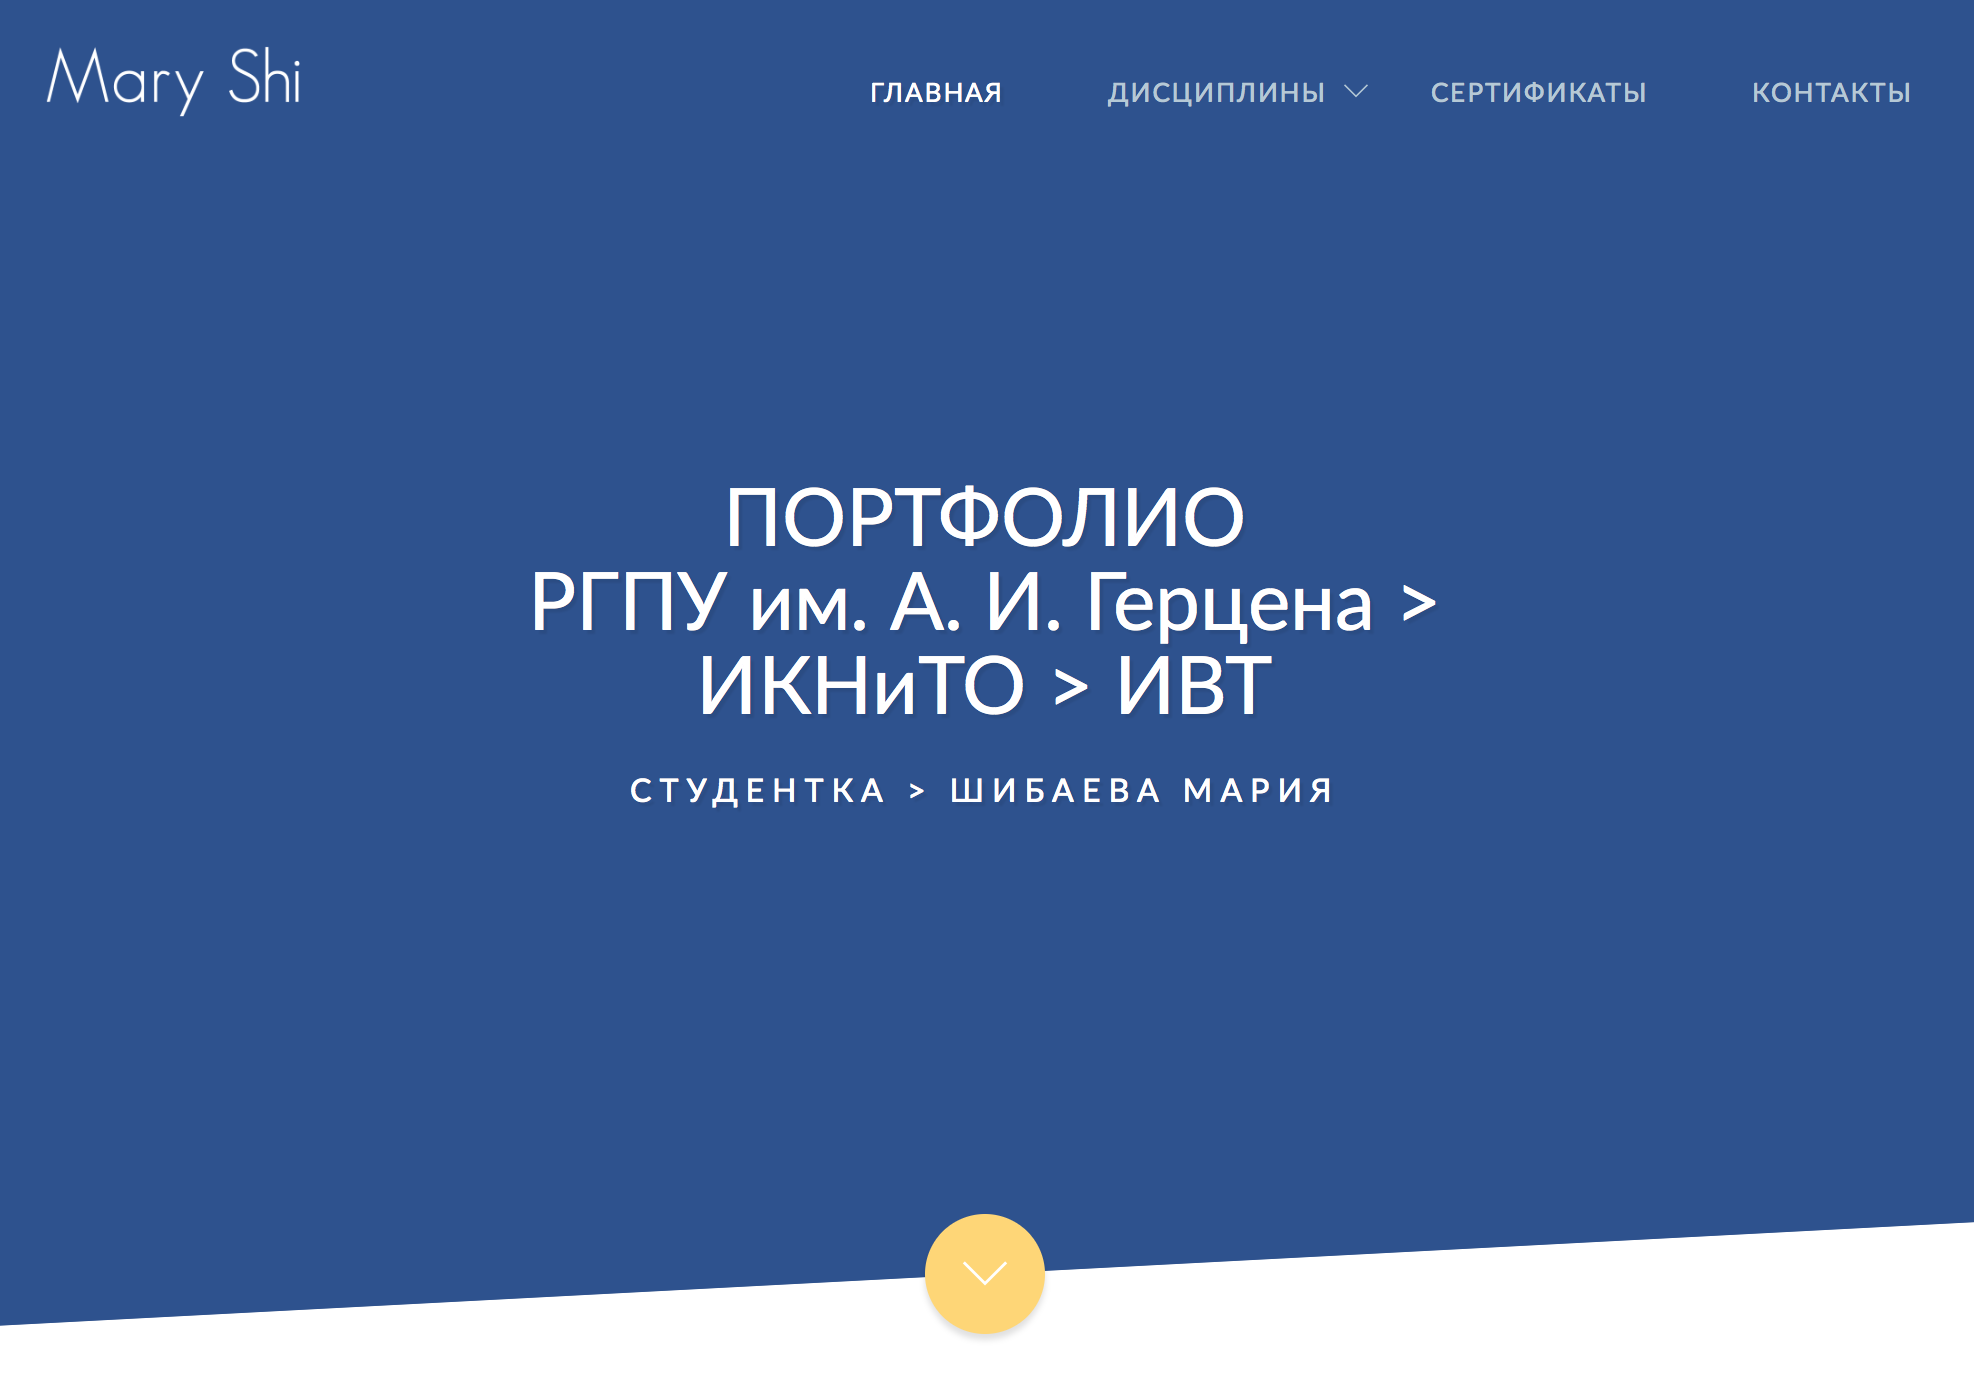 Mary Shi
ГЛАВНАЯ ДИСЦИПЛИНЫ СЕРТИФИКАТЫ КОНТАКТЫ
ПОРТФОЛИО
РГПУ им. А. И. Герцена >
ИКНиТО > ИВТ
СТУДЕНТКА > ШИБАЕВА МАРИЯ